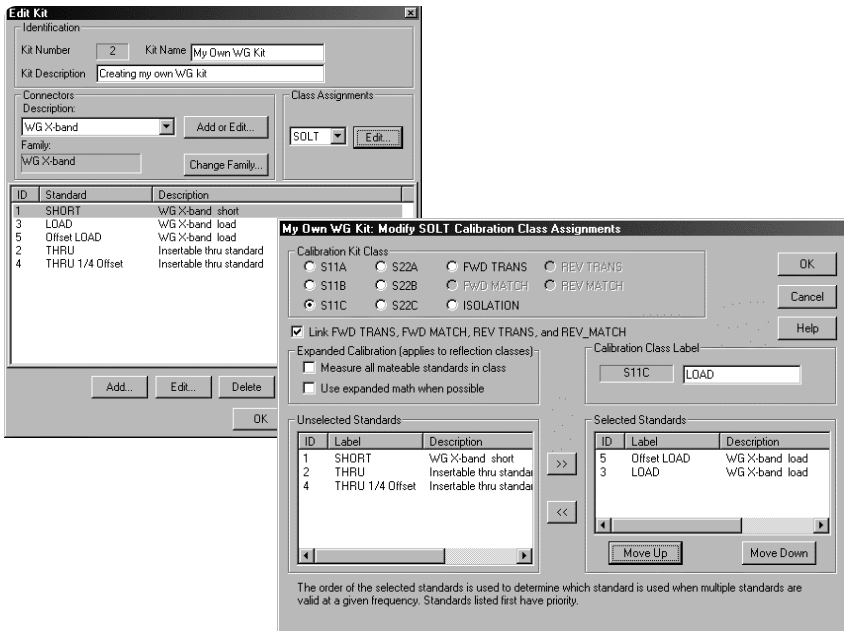 Edit Kit
Identification
Kit Number 2 Kit Name My Own WG Kit
Kit Description Creating my own WG kit
Connectors
Description:
WG X-band Add or Edit...
Family:
WG X-band Change Family...
Class Assignments
SOLT Edit...
ID Standard Description
1 SHORT WG X-band short
3 LOAD WG X-band load
5 Offset LOAD WG X-band load
2 THRU Insertable thru standard
4 THRU 1/4 Offset Insertable thru standard
Add... Edit... Delete
OK
My Own WG Kit: Modify SOLT Calibration Class Assignments
Calibration Kit Class
S11A S22A FWD TRANS REV TRANS
S11B S22B FWD MATCH REV MATCH
S11C S22C ISOLATION
OK
Cancel
Help
Link FWD TRANS, FWD MATCH, REV TRANS, and REV_MATCH
Expanded Calibration (applies to reflection classes)
Measure all mateable standards in class
Use expanded math when possible
Calibration Class Label
S11C LOAD
Unselected Standards
ID Label Description
1 SHORT WG X-band short
2 THRU Insertable thru standar
4 THRU 1/4 Offset Insertable thru standar
>>
<<
Selected Standards
ID Label Description
5 Offset LOAD WG X-band load
3 LOAD WG X-band load
Move Up Move Down
The order of the selected standards is used to determine which standard is used when multiple standards are
valid at a given frequency. Standards listed first have priority.